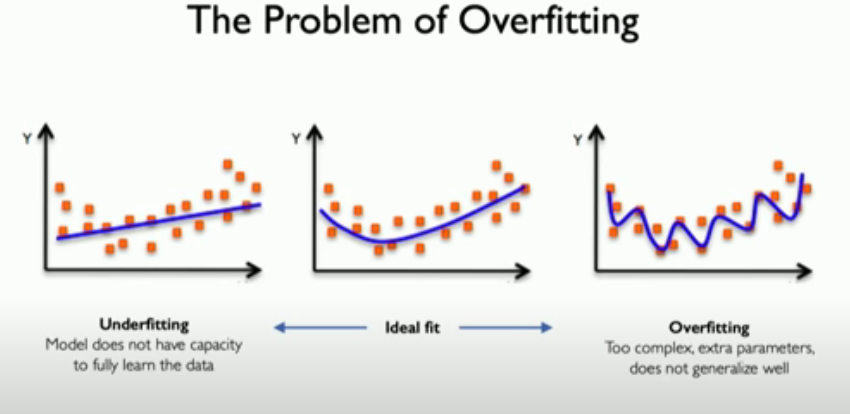 The Problem of Overfitting
Y
Y
Y
Underfitting
Model does not have capacity
to fully learn the data
Ideal fit
Overfitting
Too complex, extra parameters,
does not generalize well